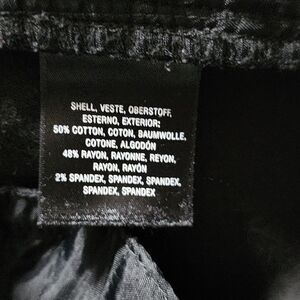 SHELL, VESTE, OBERSTOFF,
ESTERNO, EXTERIOR:
50% COTTON, COTON, BAUMWOLLE,
COTONE, ALGODÓN
48% RAYON, RAYONNE, REYON,
RAYON, RAYÓN
2% SPANDEX, SPANDEX, SPANDEX,
SPANDEX, SPANDEX